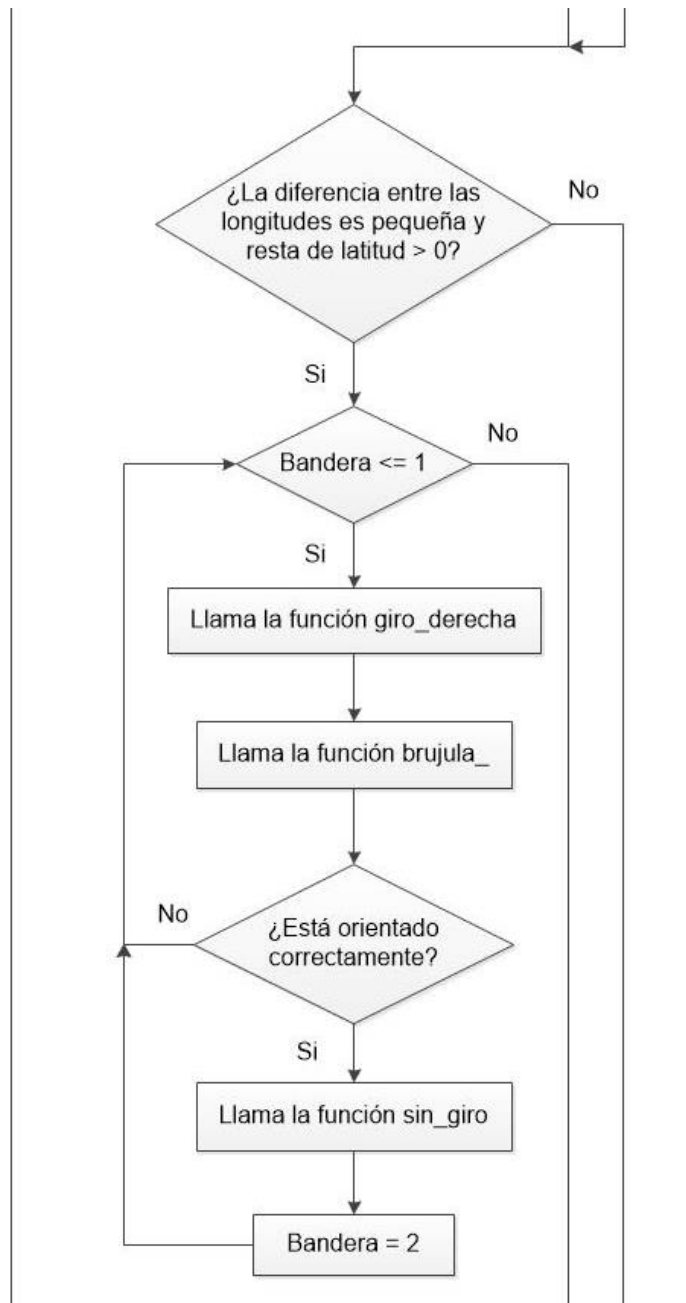 ¿La diferencia entre las
longitudes es pequeña y
resta de latitud > 0?
No
Si
Bandera <= 1
No
Si
Llama la función giro_derecha
Llama la función brujula_
¿Está orientado
correctamente?
No
Si
Llama la función sin_giro
Bandera = 2